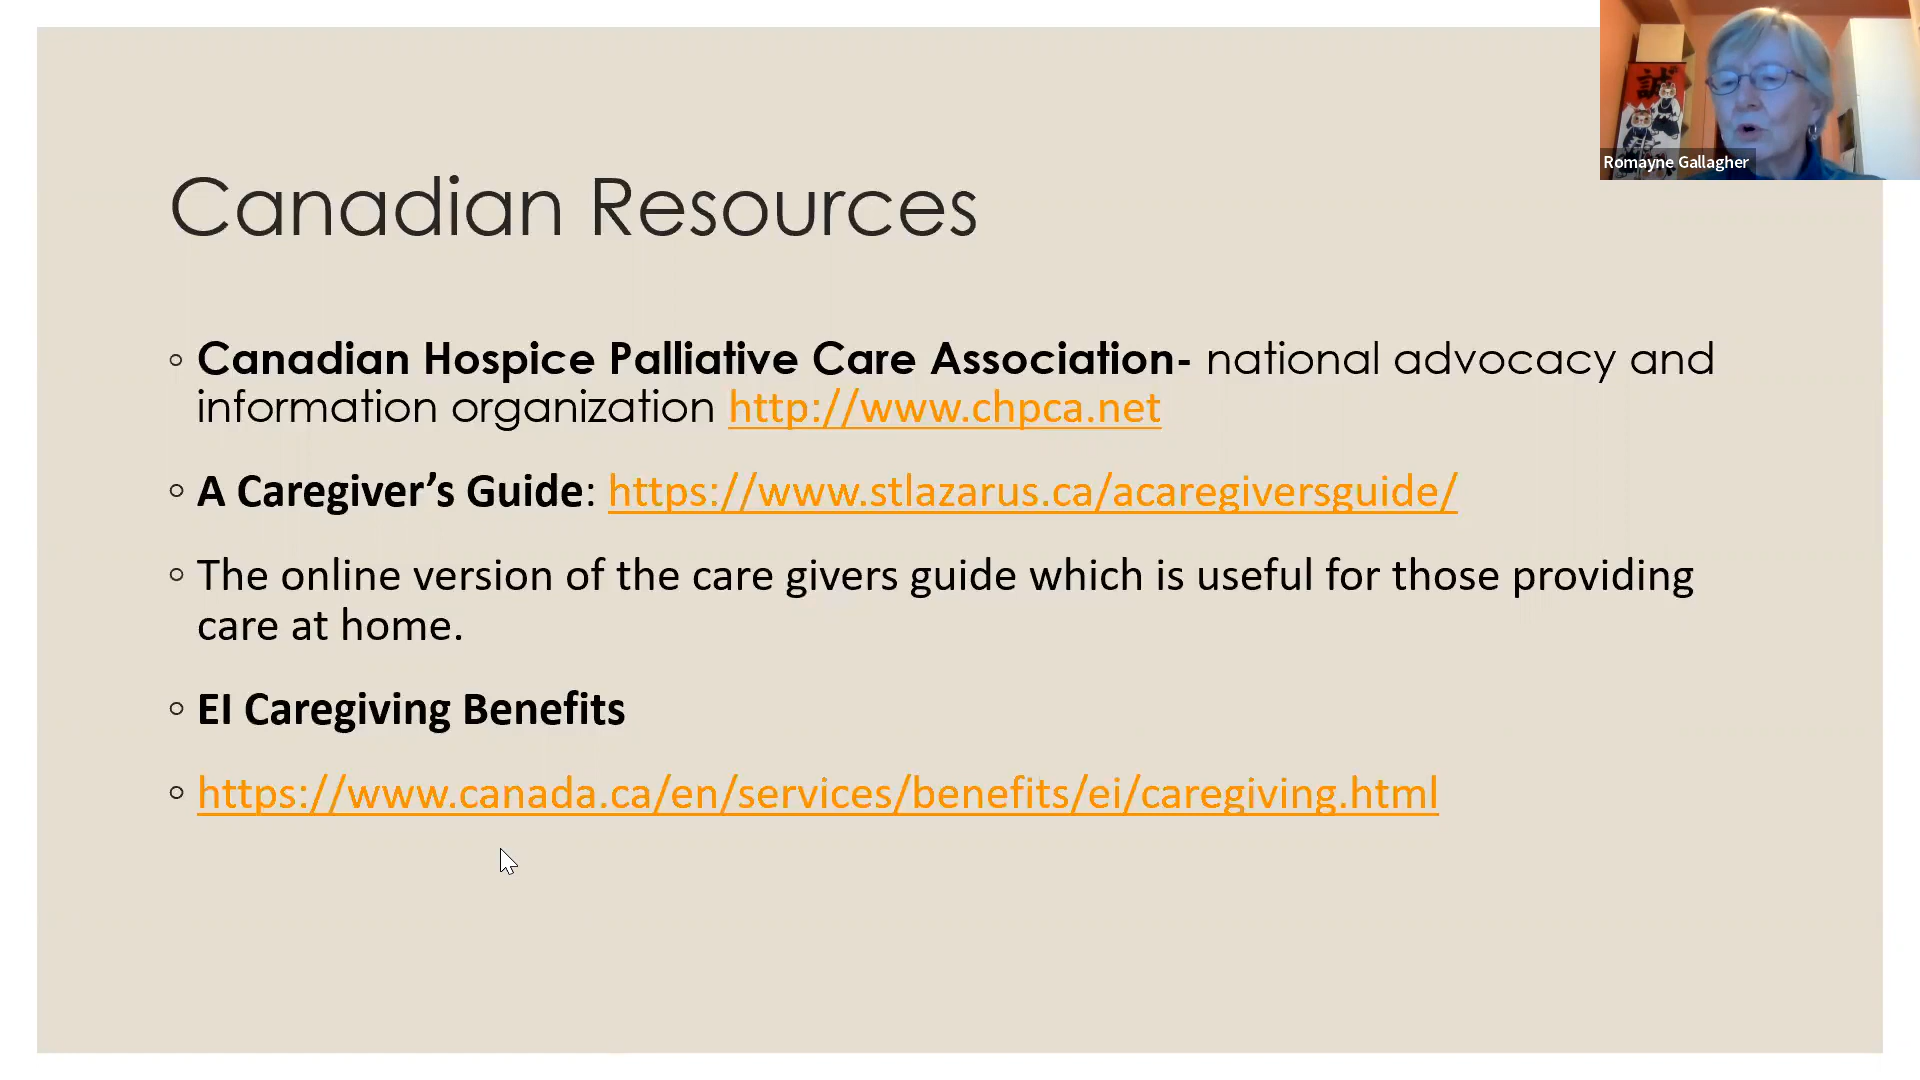 Romayne Gallagher
Canadian Resources
◦ Canadian Hospice Palliative Care Association- national advocacy and
information organization http://www.chpca.net
◦ A Caregiver’s Guide: https://www.stlazarus.ca/acaregiversguide/
◦ The online version of the care givers guide which is useful for those providing
care at home.
◦ EI Caregiving Benefits
◦ https://www.canada.ca/en/services/benefits/ei/caregiving.html
誠